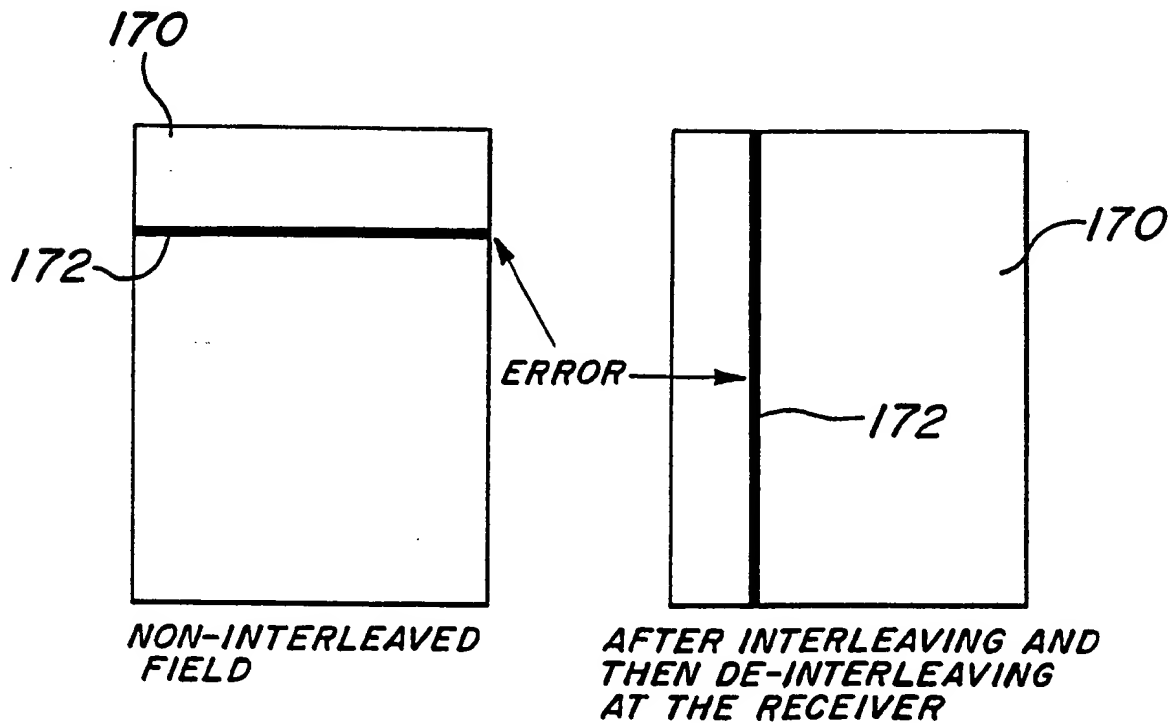 170
172
170
ERROR
172
NON-INTERLEAVED
FIELD
AFTER INTERLEAVING AND
THEN DE-INTERLEAVING
AT THE RECEIVER